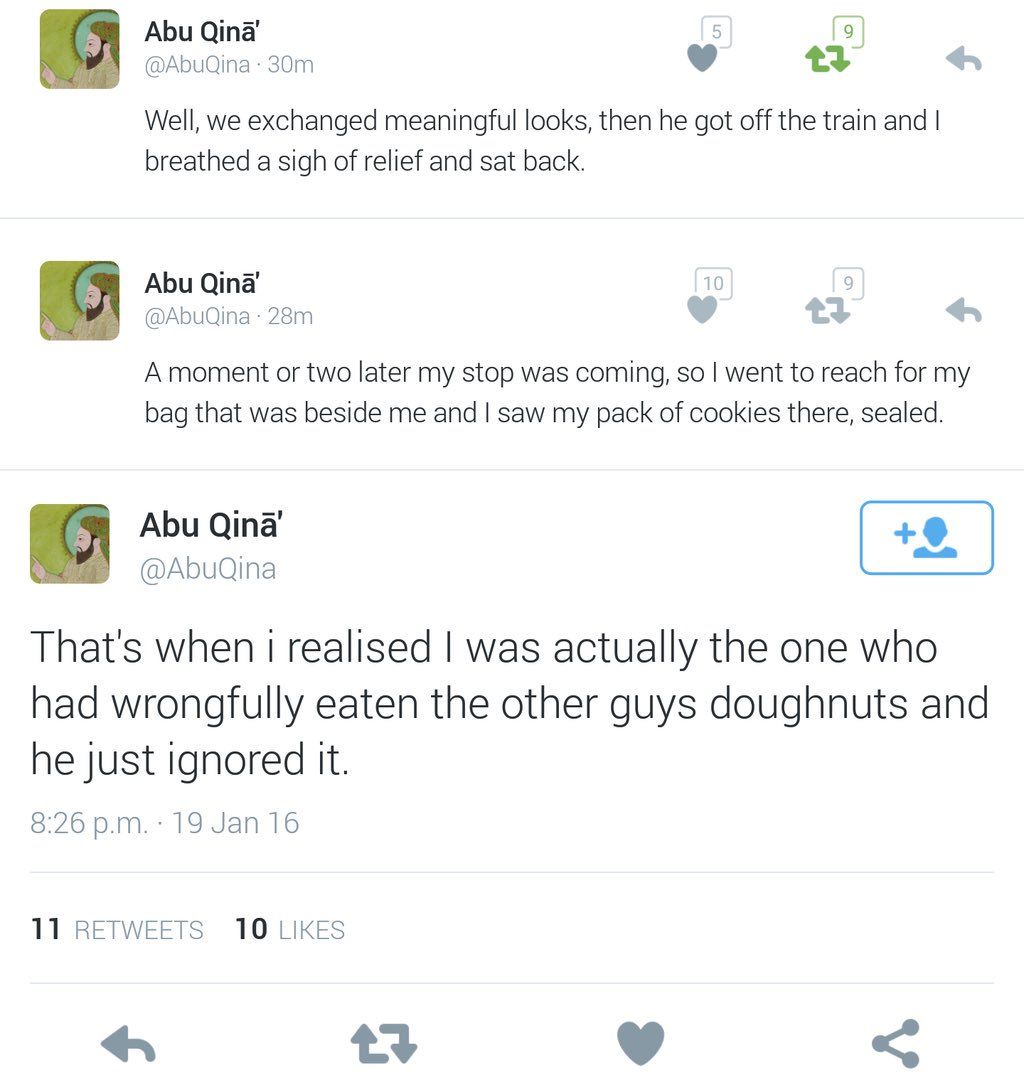 Abu Qinā'
@AbuQina · 30m
5
9
Well, we exchanged meaningful looks, then he got off the train and I
breathed a sigh of relief and sat back.
Abu Qinā'
@AbuQina · 28m
10
9
A moment or two later my stop was coming, so I went to reach for my
bag that was beside me and I saw my pack of cookies there, sealed.
Abu Qinā'
@AbuQina
That's when i realised I was actually the one who
had wrongfully eaten the other guys doughnuts and
he just ignored it.
8:26 p.m. · 19 Jan 16
11 RETWEETS 10 LIKES